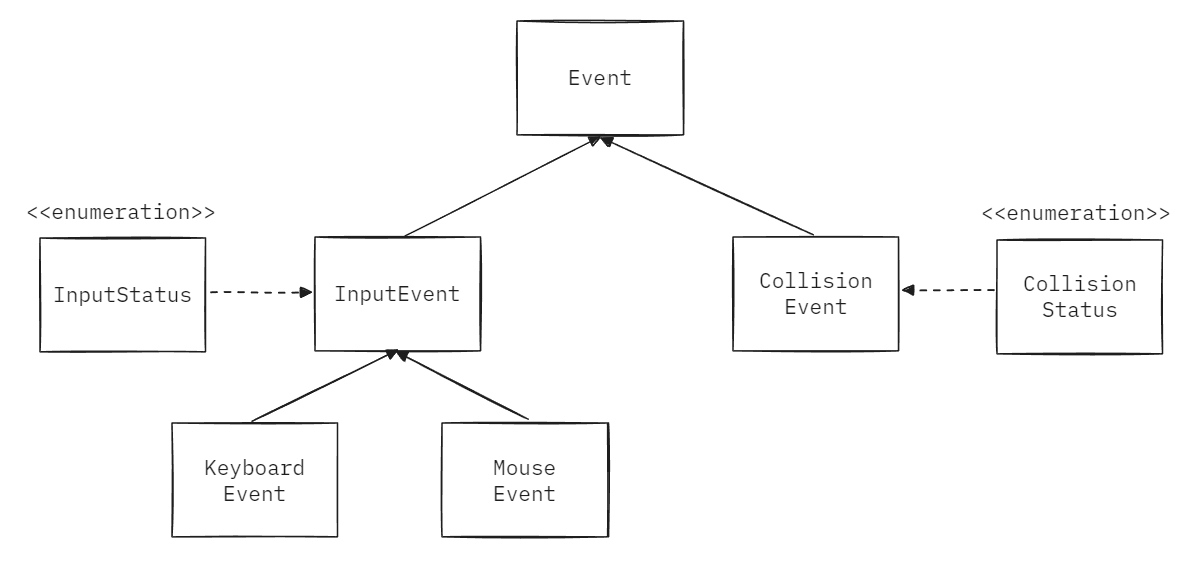 Event
<<enumeration>>
<<enumeration>>
InputStatus
InputEvent
Collision
Event
Collision
Status
Keyboard
Event
Mouse
Event